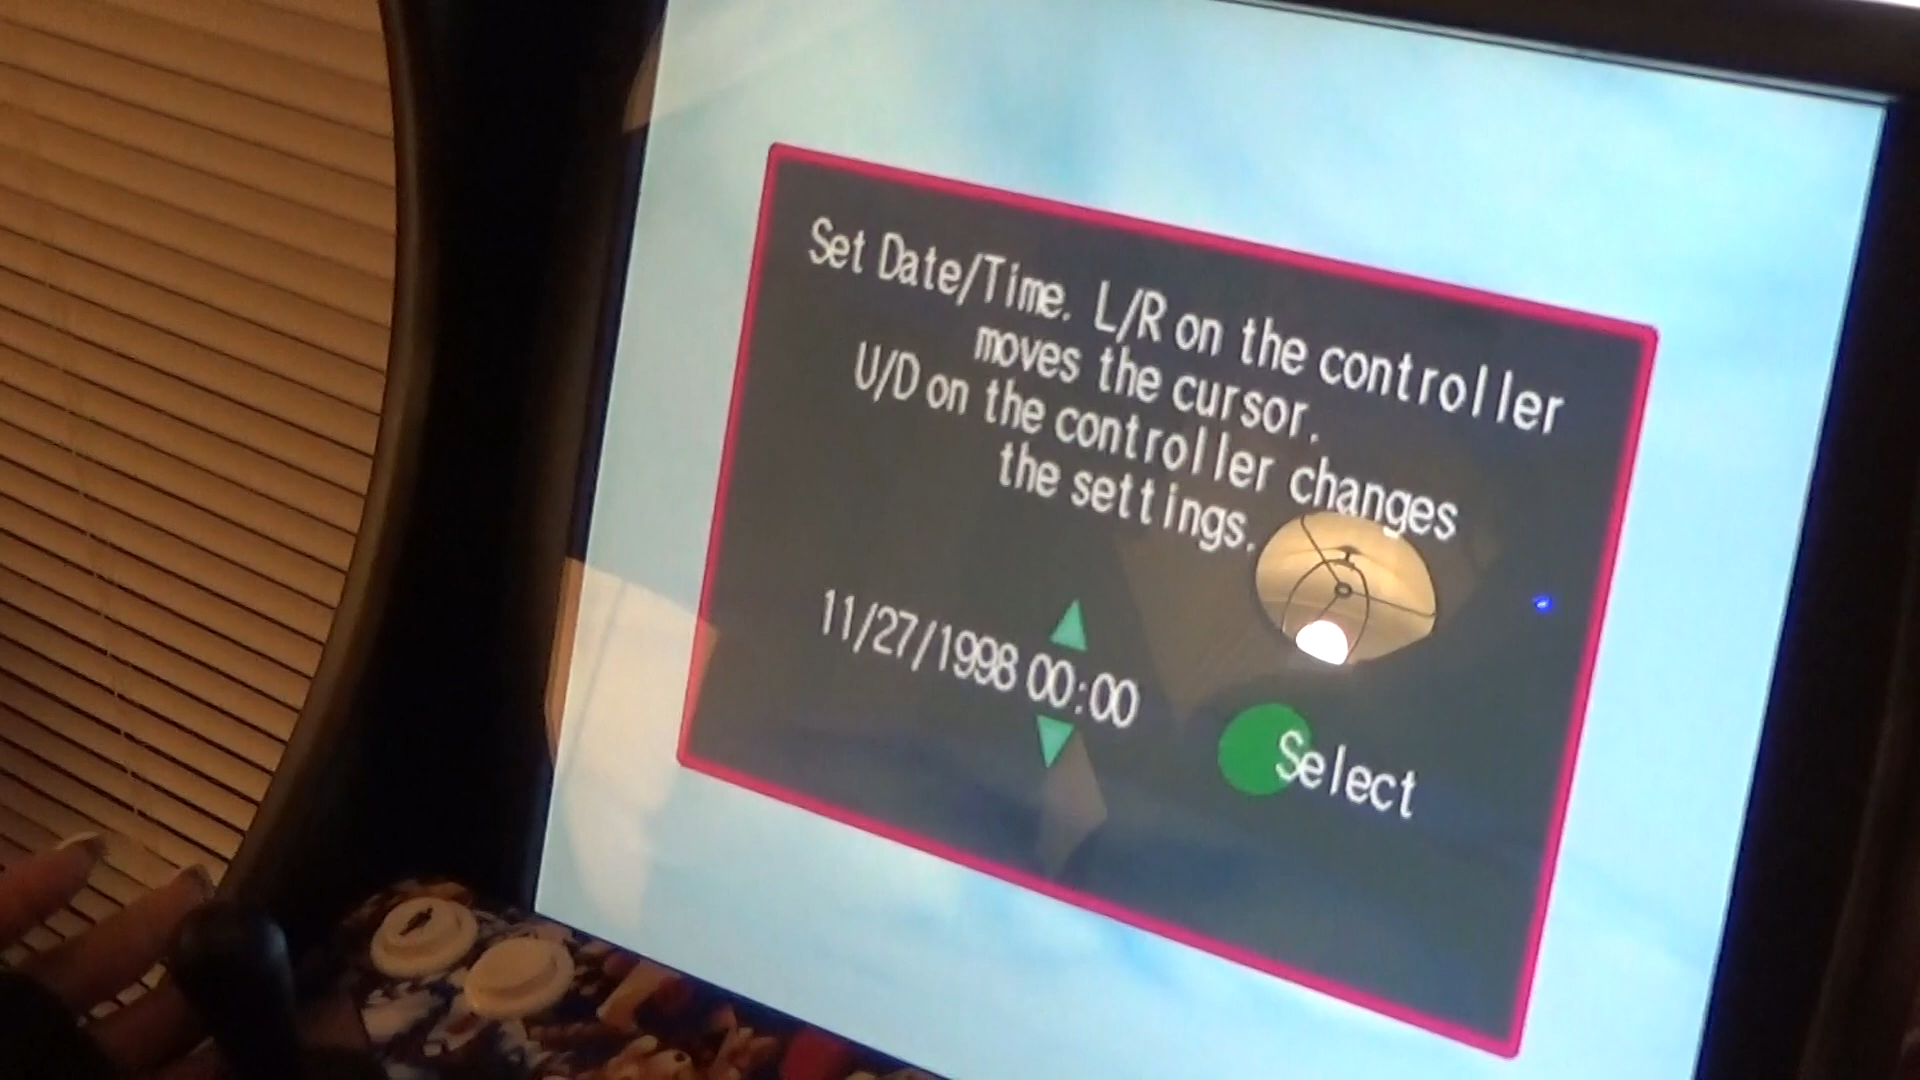 Set Date/Time. L/R on the controller
moves the cursor.
U/D on the controller changes
the settings.
11/27/1998 00:00
Select